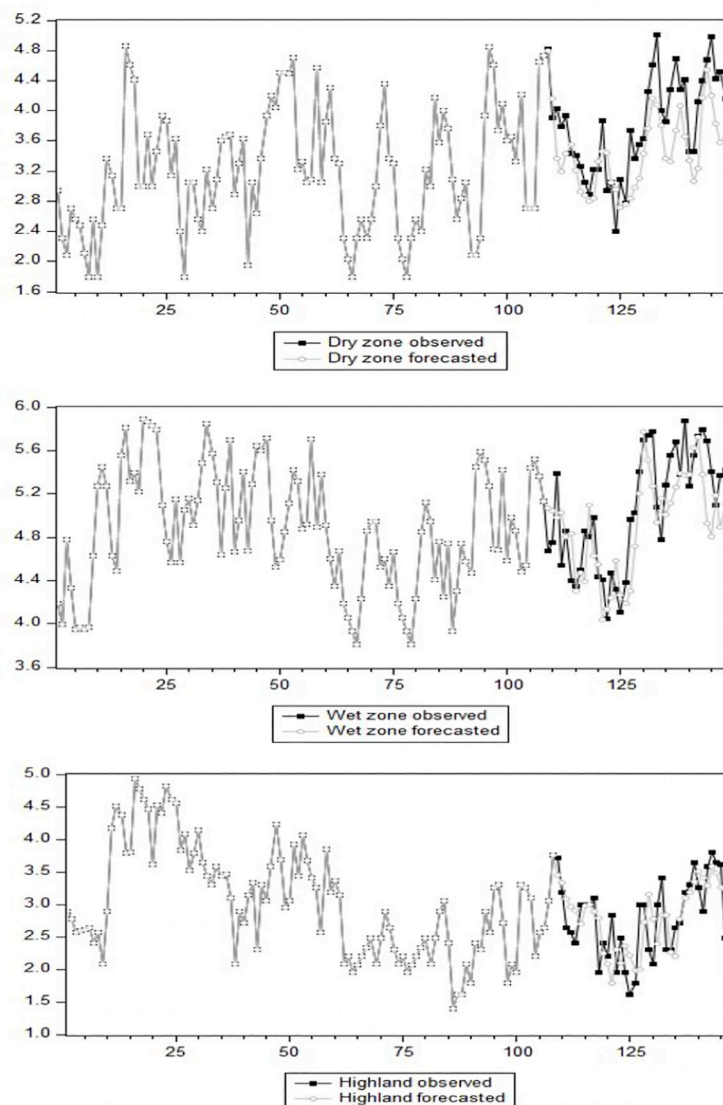 5.2
4.8
4.4
4.0
3.6
3.2
2.8
2.4
2.0
1.6
25 50 75 100 125
Dry zone observed
Dry zone forecasted
6.0
5.6
5.2
4.8
4.4
4.0
3.6
25 50 75 100 125
Wet zone observed
Wet zone forecasted
5.0
4.5
4.0
3.5
3.0
2.5
2.0
1.5
1.0
25 50 75 100 125
Highland observed
Highland forecasted